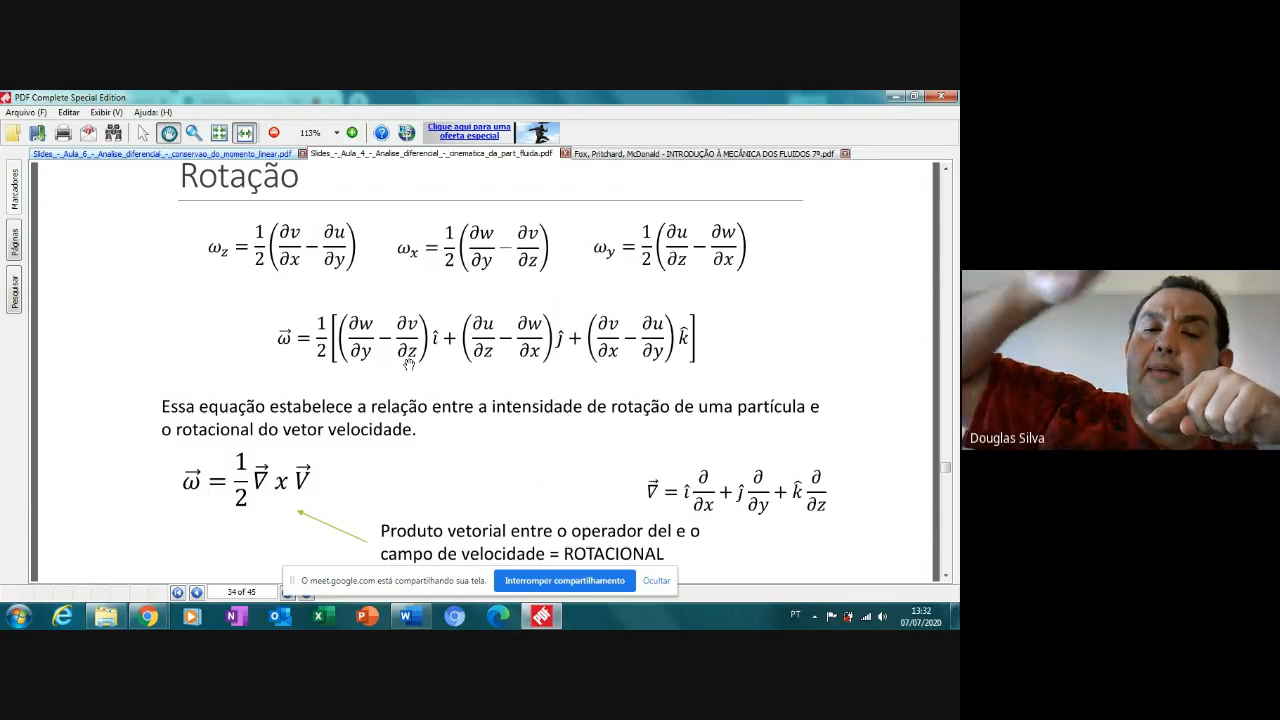 PDF Complete Special Edition
Arquivo (F) Editar Exibir (V) Ajuda: (H)
113%
Clique aqui para uma
oferta especial
Slides_-_Aula_6_-_Analise_diferencial_-_conservao_do_momento_linear.pdf Slides_-_Aula_4_-_Analise_diferencial_-_cinematica_da_part_fluida.pdf Fox, Pritchard, McDonald - INTRODUÇÃO À MECÂNICA DOS FLUIDOS 7ª.pdf
Marcadores
Páginas
Pesquisar
Rotação
ω_z = 1/2 (∂v/∂x − ∂u/∂y) ω_x = 1/2 (∂w/∂y − ∂v/∂z) ω_y = 1/2 (∂u/∂z − ∂w/∂x)
ω⃗ = 1/2 [(∂w/∂y − ∂v/∂z) î + (∂u/∂z − ∂w/∂x) ĵ + (∂v/∂x − ∂u/∂y) k̂]
Essa equação estabelece a relação entre a intensidade de rotação de uma partícula e
o rotacional do vetor velocidade.
ω⃗ = 1/2 ∇⃗ x V⃗
∇⃗ = î ∂/∂x + ĵ ∂/∂y + k̂ ∂/∂z
Produto vetorial entre o operador del e o
campo de velocidade = ROTACIONAL
O meet.google.com está compartilhando sua tela. Interromper compartilhamento Ocultar
34 of 45
PT 13:32
07/07/2020
Douglas Silva